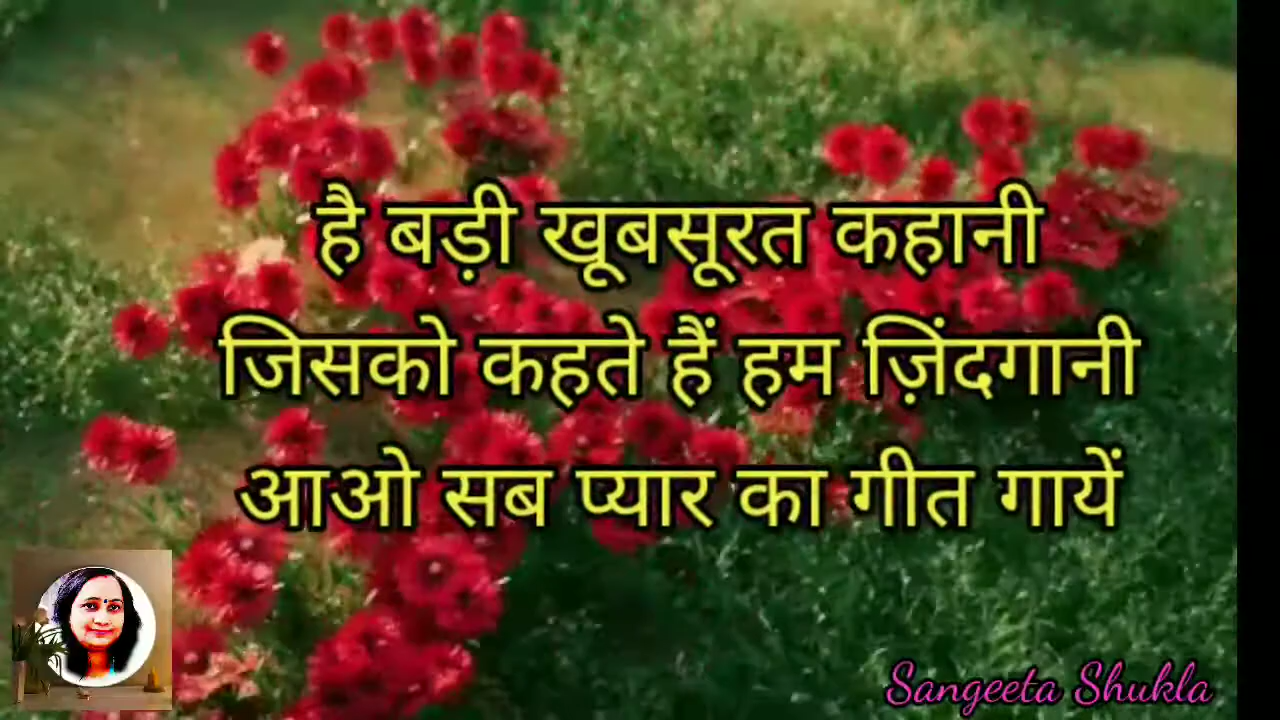 है बड़ी खूबसूरत कहानी
जिसको कहते हैं हम ज़िंदगानी
आओ सब प्यार का गीत गायें
Sangeeta Shukla